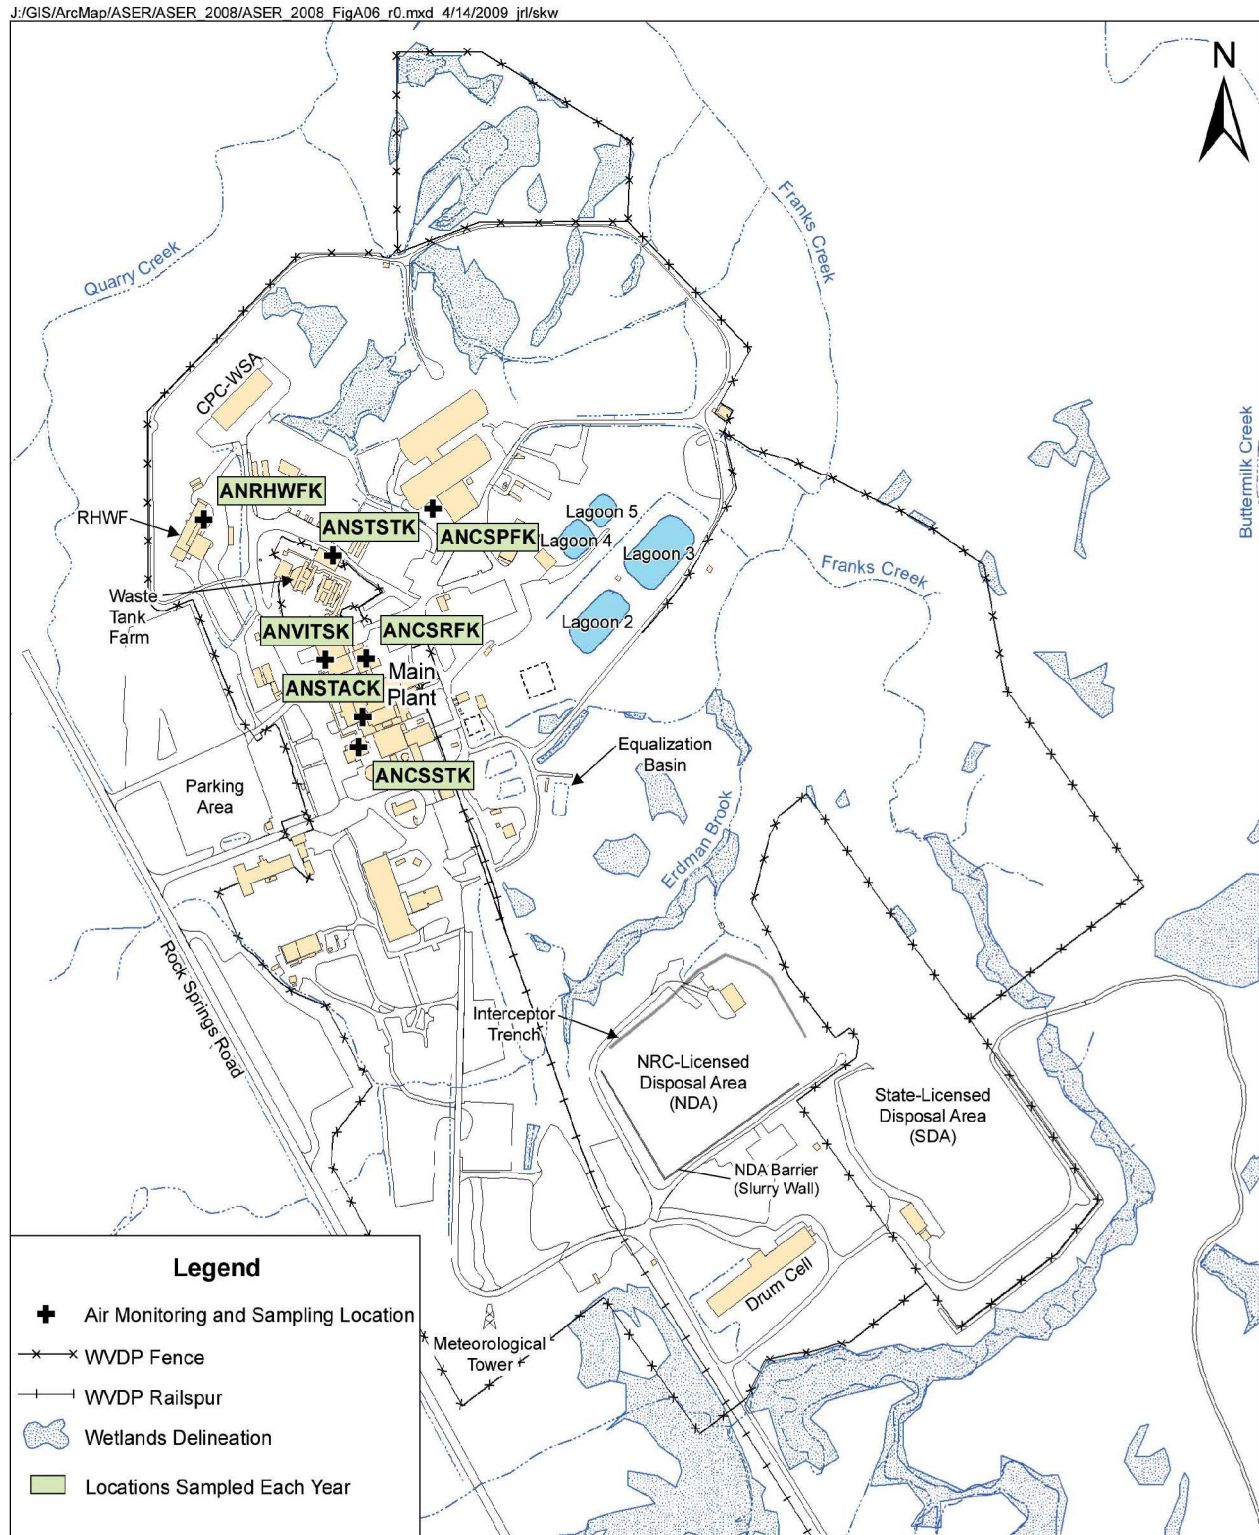 J:/GIS/ArcMap/ASER/ASER_2008/ASER_2008_FigA06_r0.mxd 4/14/2009 jrl/skw
N
Franks Creek
Quarry Creek
CPC-WSA
Buttermilk Creek
ANRHWFK
RHWF
ANSTSTK
ANCSPFK
Lagoon 5
Lagoon 4
Lagoon 3
Franks Creek
Waste
Tank
Farm
Lagoon 2
ANVITSK
ANCSRFK
Main
Plant
ANSTACK
Equalization
Basin
ANCSSTK
Parking
Area
Erdman Brook
Rock Springs Road
Interceptor
Trench
NRC-Licensed
Disposal Area
(NDA)
State-Licensed
Disposal Area
(SDA)
NDA Barrier
(Slurry Wall)
Drum Cell
Meteorological
Tower
Legend
Air Monitoring and Sampling Location
WVDP Fence
WVDP Railspur
Wetlands Delineation
Locations Sampled Each Year